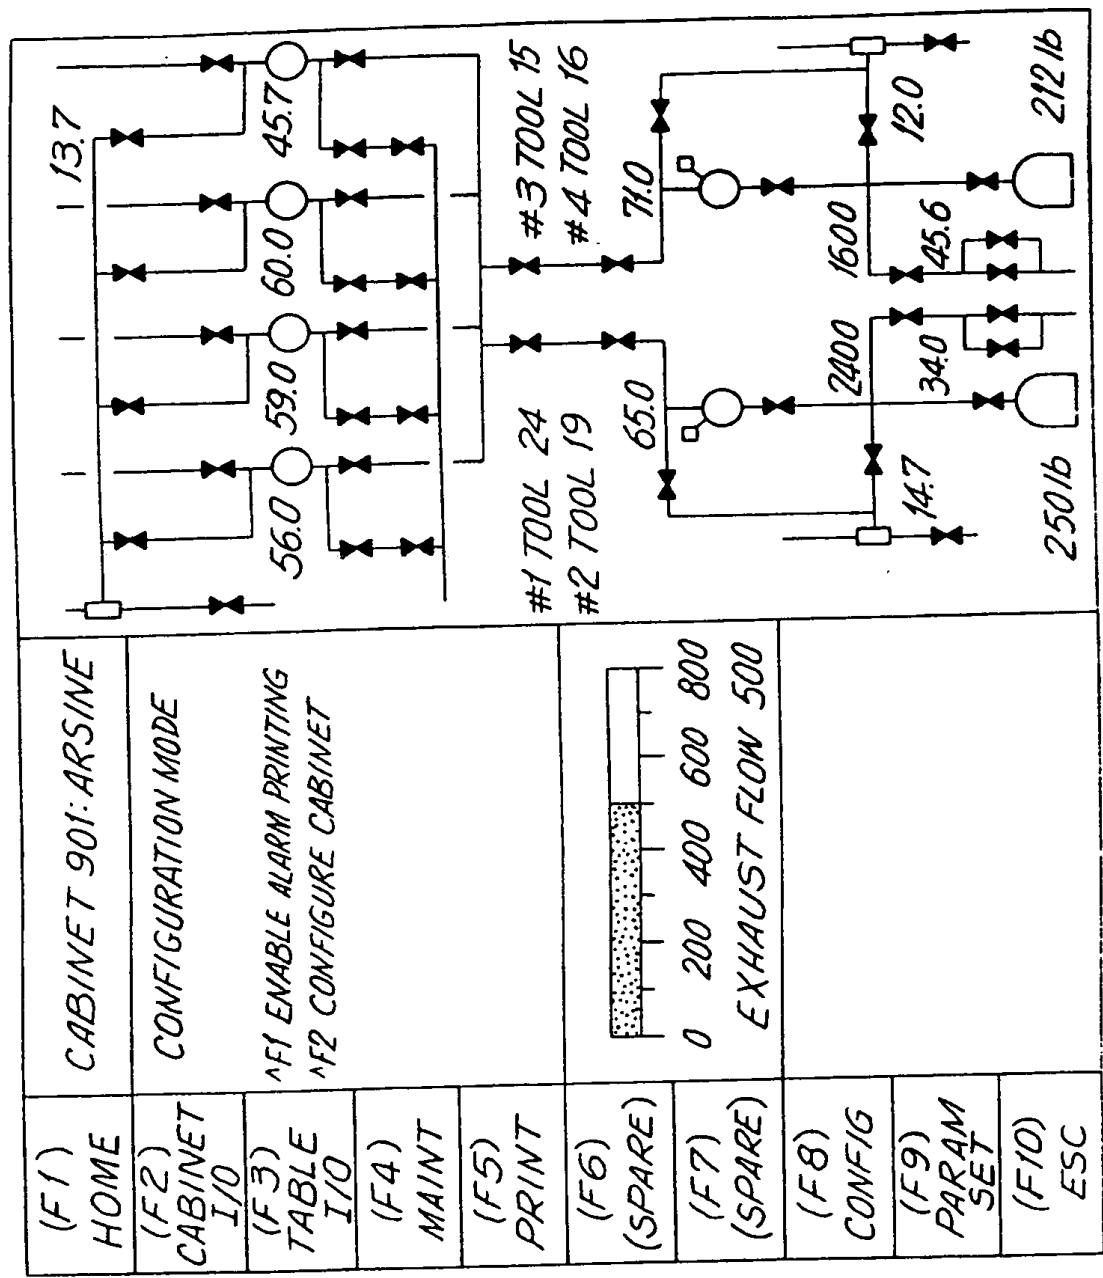 (F1)
HOME
(F2)
CABINET
I/O
(F3)
TABLE
I/O
(F4)
MAINT
(F5)
PRINT
(F6)
(SPARE)
(F7)
(SPARE)
(F8)
CONFIG
(F9)
PARAM
SET
(F10)
ESC
CABINET 901: ARSINE
CONFIGURATION MODE
^F1 ENABLE ALARM PRINTING
^F2 CONFIGURE CABINET
0 200 400 600 800
EXHAUST FLOW 500
13.7
56.0 59.0 60.0 45.7
#1 TOOL 24 #3 TOOL 15
#2 TOOL 19 #4 TOOL 16
65.0 71.0
2400 1600
14.7 34.0 45.6 12.0
250 lb 212 lb